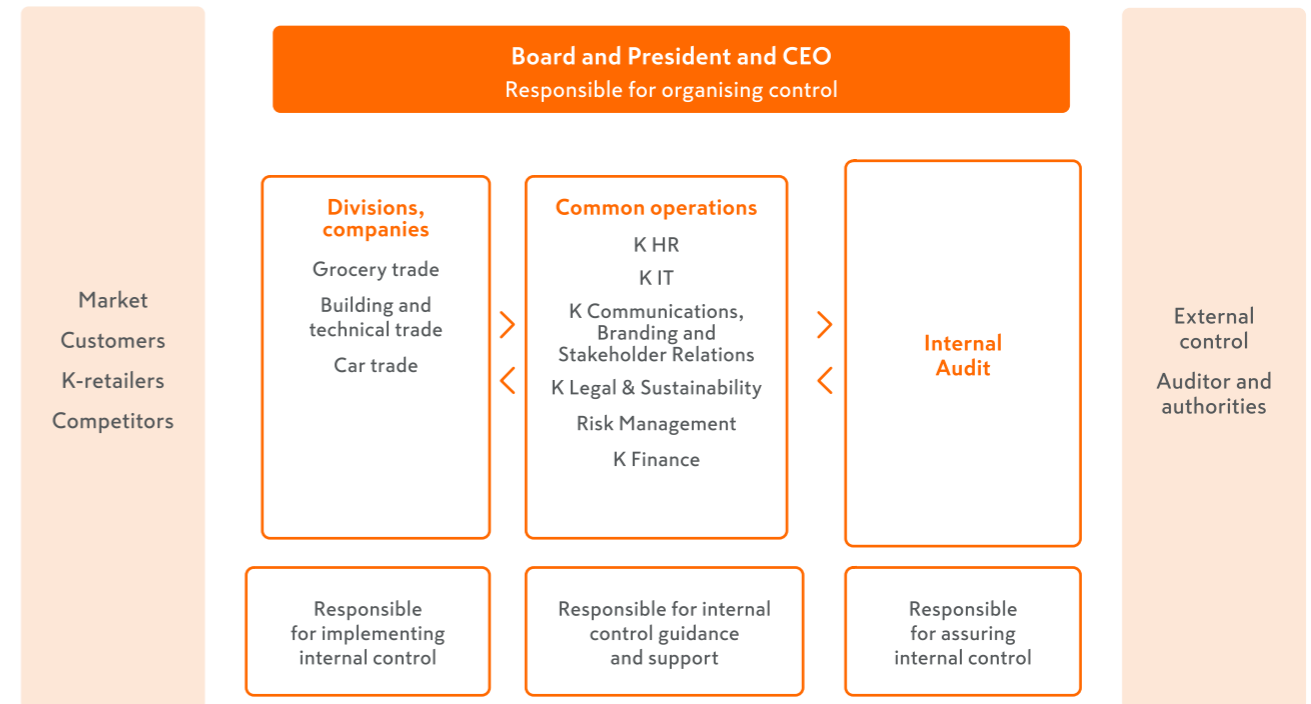 Board and President and CEO
Responsible for organising control
Market
Customers
K-retailers
Competitors
Divisions,
companies
Grocery trade
Building and
technical trade
Car trade
Responsible
for implementing
internal control
Common operations
K HR
K IT
K Communications,
Branding and
Stakeholder Relations
K Legal & Sustainability
Risk Management
K Finance
Responsible for internal
control guidance
and support
Internal
Audit
Responsible
for assuring
internal control
External
control
Auditor and
authorities